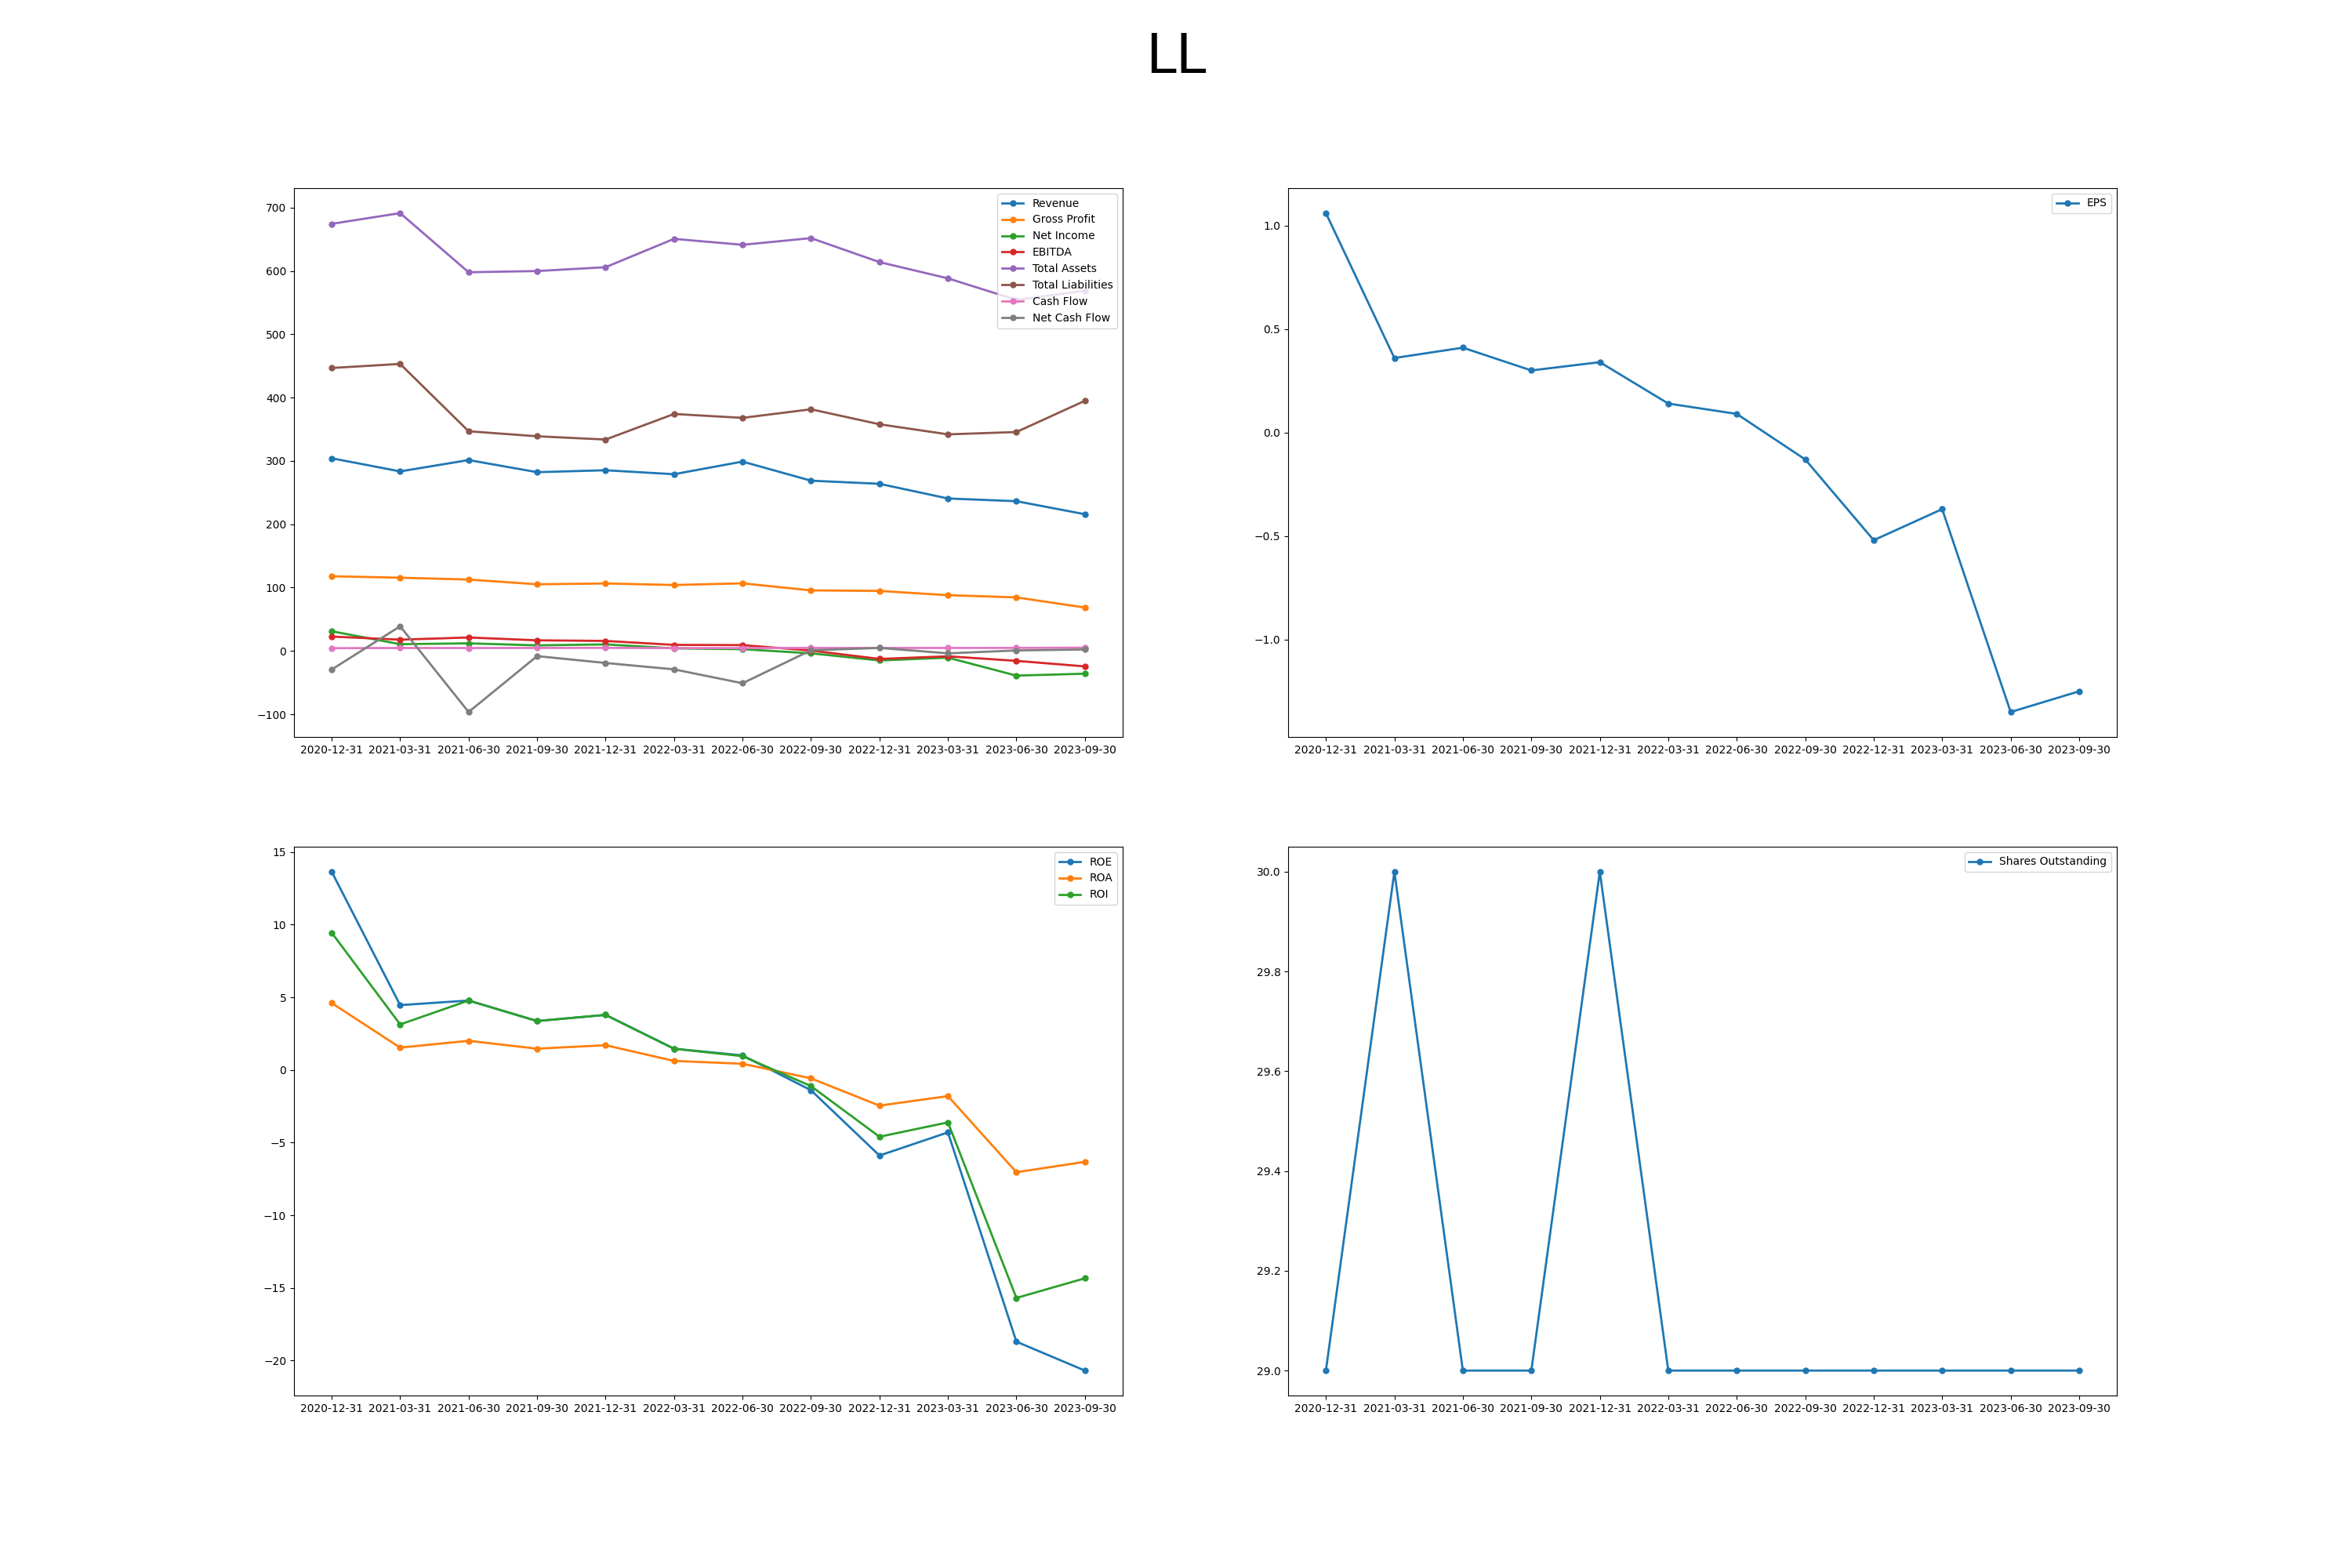 LL
700
600
500
400
300
200
100
0
−100
Revenue
Gross Profit
Net Income
EBITDA
Total Assets
Total Liabilities
Cash Flow
Net Cash Flow
2020-12-31 2021-03-31 2021-06-30 2021-09-30 2021-12-31 2022-03-31 2022-06-30 2022-09-30 2022-12-31 2023-03-31 2023-06-30 2023-09-30
1.0
0.5
0.0
−0.5
−1.0
EPS
2020-12-31 2021-03-31 2021-06-30 2021-09-30 2021-12-31 2022-03-31 2022-06-30 2022-09-30 2022-12-31 2023-03-31 2023-06-30 2023-09-30
15
10
5
0
−5
−10
−15
−20
ROE
ROA
ROI
2020-12-31 2021-03-31 2021-06-30 2021-09-30 2021-12-31 2022-03-31 2022-06-30 2022-09-30 2022-12-31 2023-03-31 2023-06-30 2023-09-30
30.0
29.8
29.6
29.4
29.2
29.0
Shares Outstanding
2020-12-31 2021-03-31 2021-06-30 2021-09-30 2021-12-31 2022-03-31 2022-06-30 2022-09-30 2022-12-31 2023-03-31 2023-06-30 2023-09-30